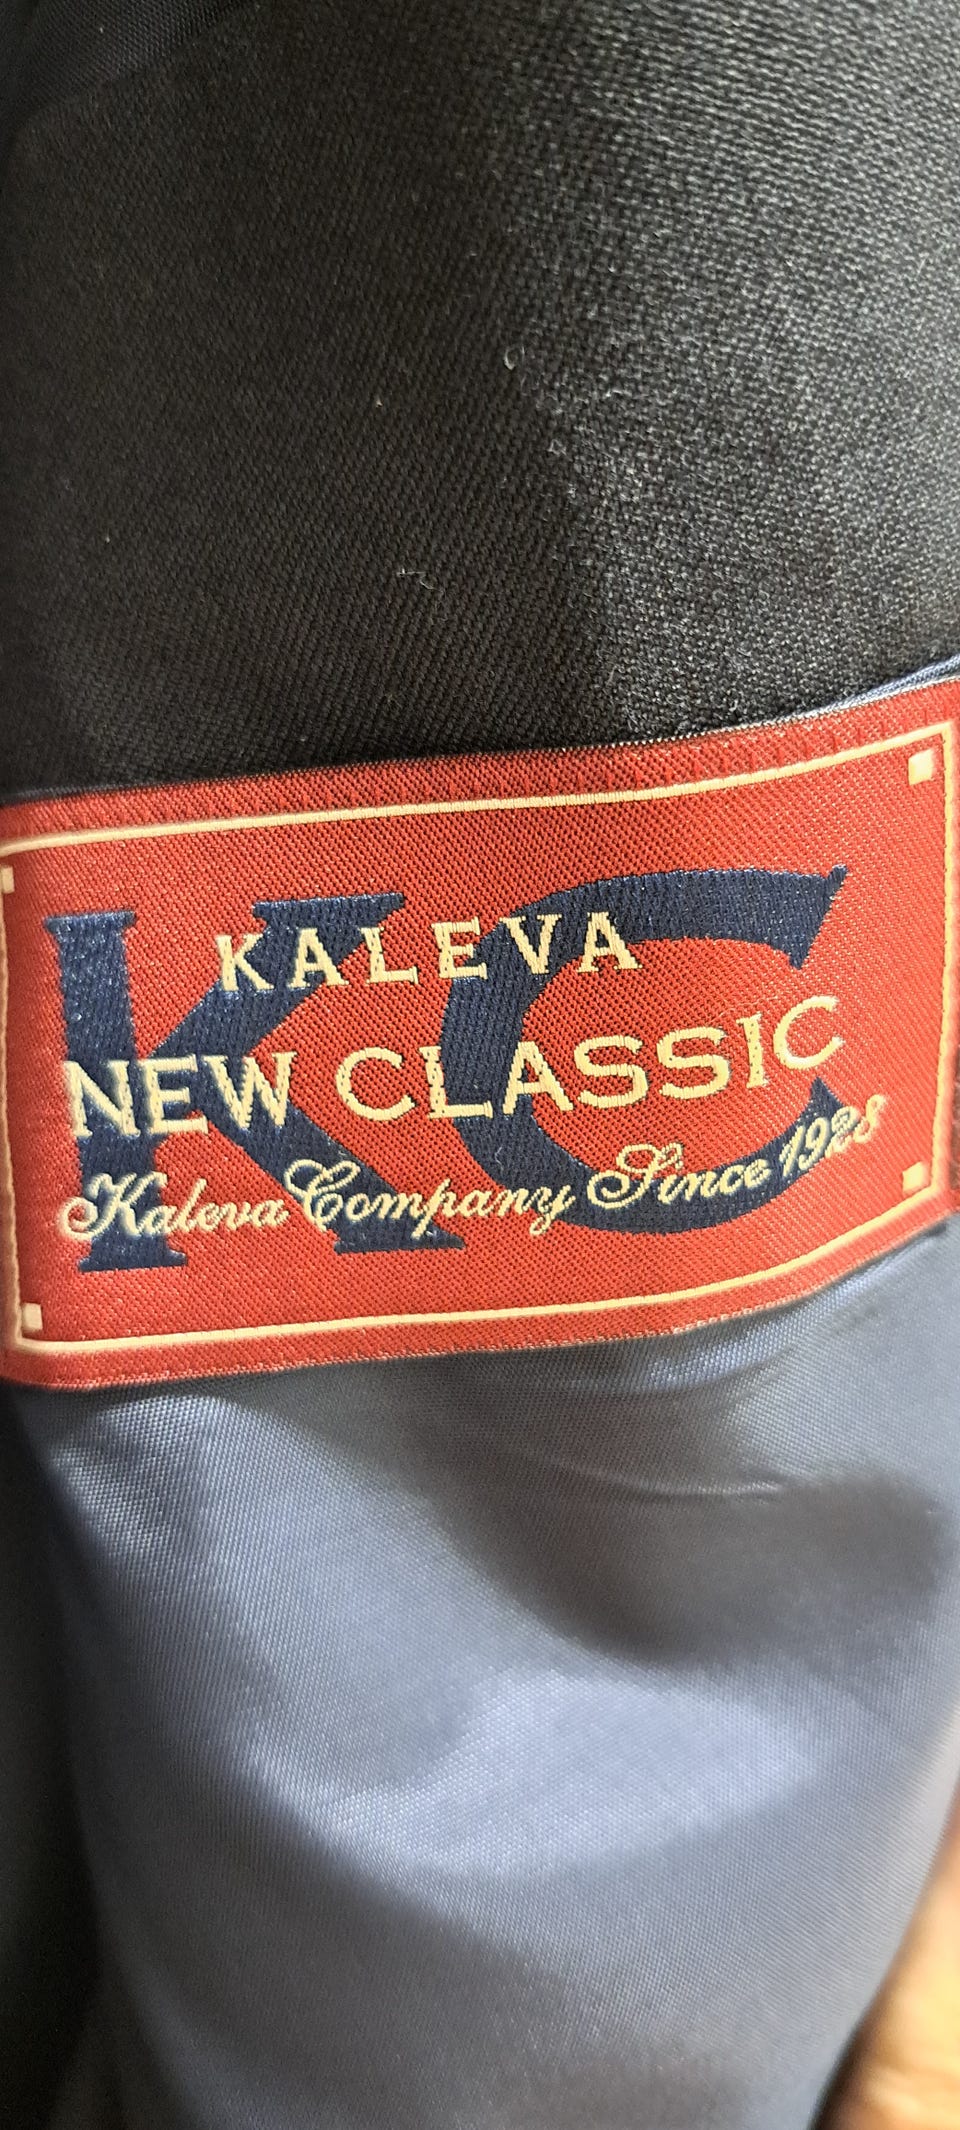 KC
KALEVA
NEW CLASSIC
Kaleva Company Since 1928